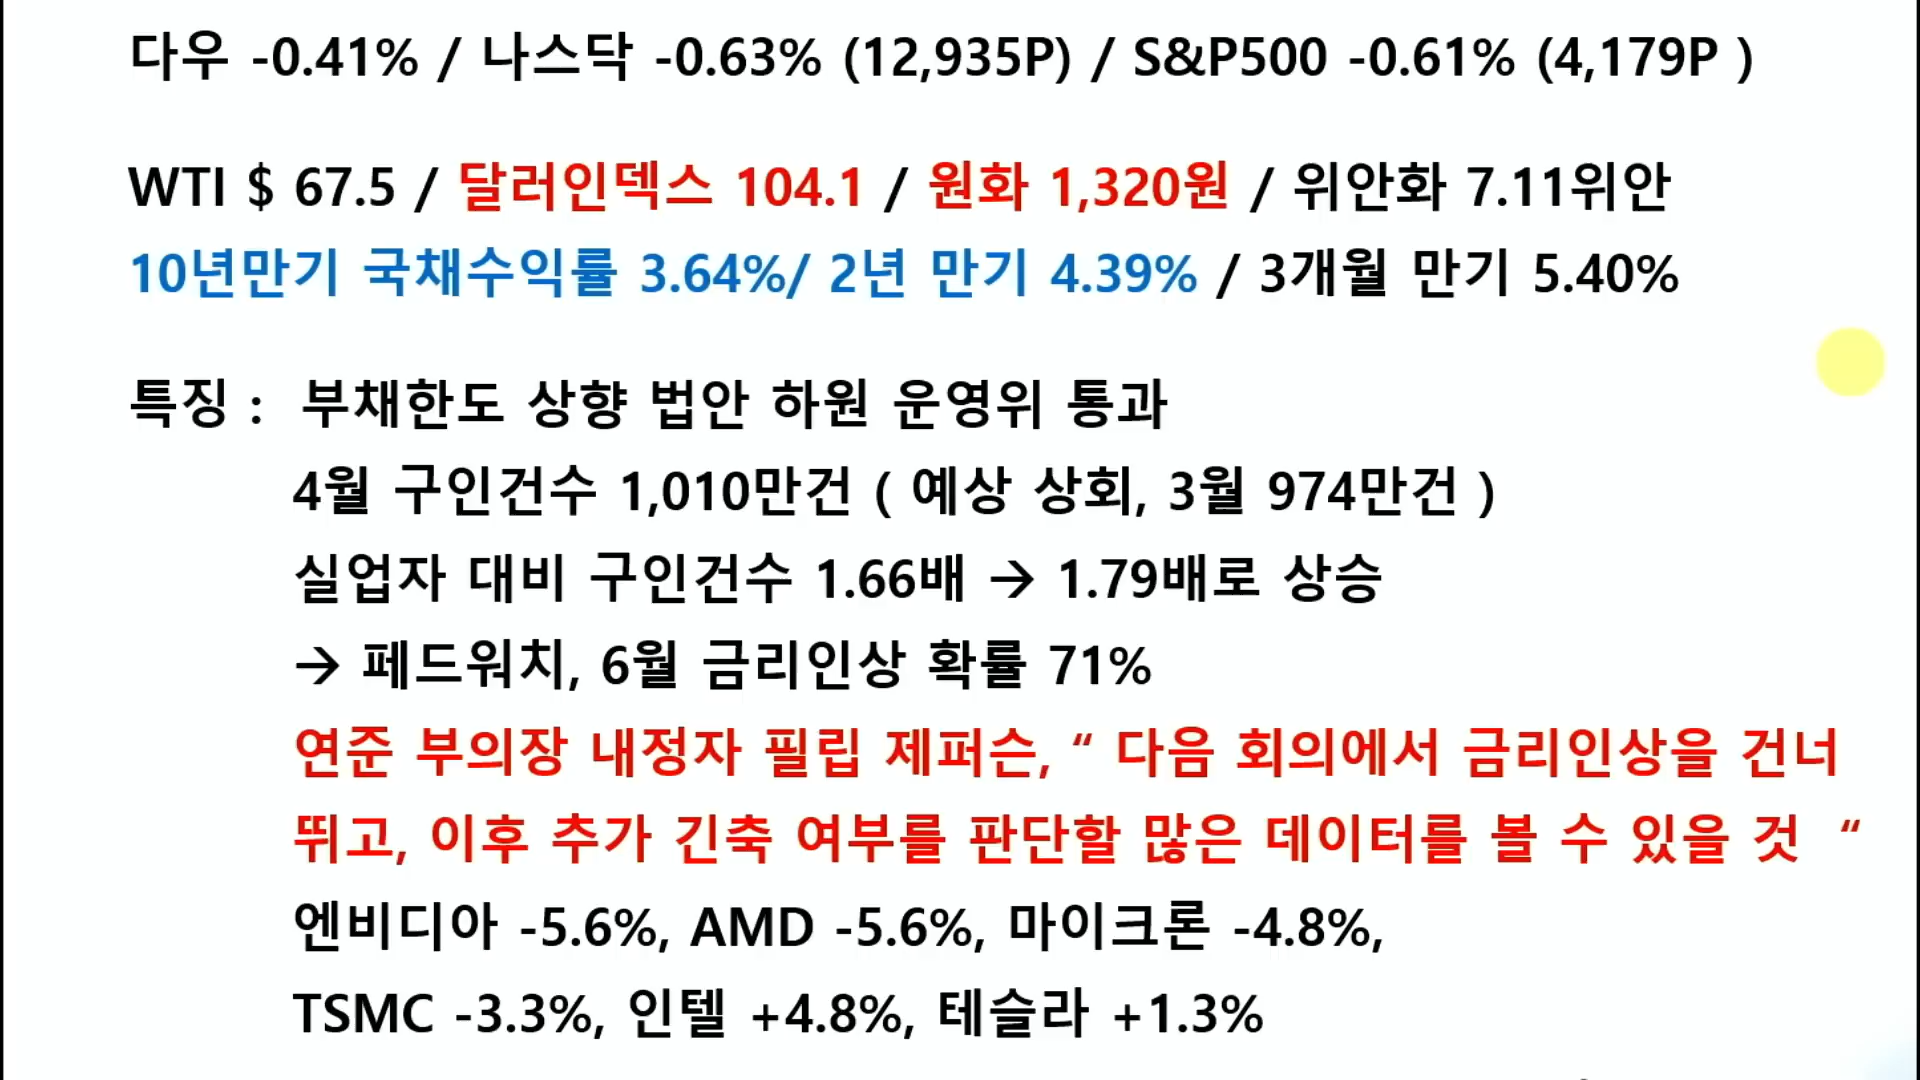 다우 -0.41% / 나스닥 -0.63% (12,935P) / S&P500 -0.61% (4,179P )
WTI $ 67.5 / 달러인덱스 104.1 / 원화 1,320원 / 위안화 7.11위안
10년만기 국채수익률 3.64%/ 2년 만기 4.39% / 3개월 만기 5.40%
특징 : 부채한도 상향 법안 하원 운영위 통과
4월 구인건수 1,010만건 ( 예상 상회, 3월 974만건 )
실업자 대비 구인건수 1.66배 → 1.79배로 상승
→ 페드워치, 6월 금리인상 확률 71%
연준 부의장 내정자 필립 제퍼슨, “ 다음 회의에서 금리인상을 건너
뛰고, 이후 추가 긴축 여부를 판단할 많은 데이터를 볼 수 있을 것 “
엔비디아 -5.6%, AMD -5.6%, 마이크론 -4.8%,
TSMC -3.3%, 인텔 +4.8%, 테슬라 +1.3%